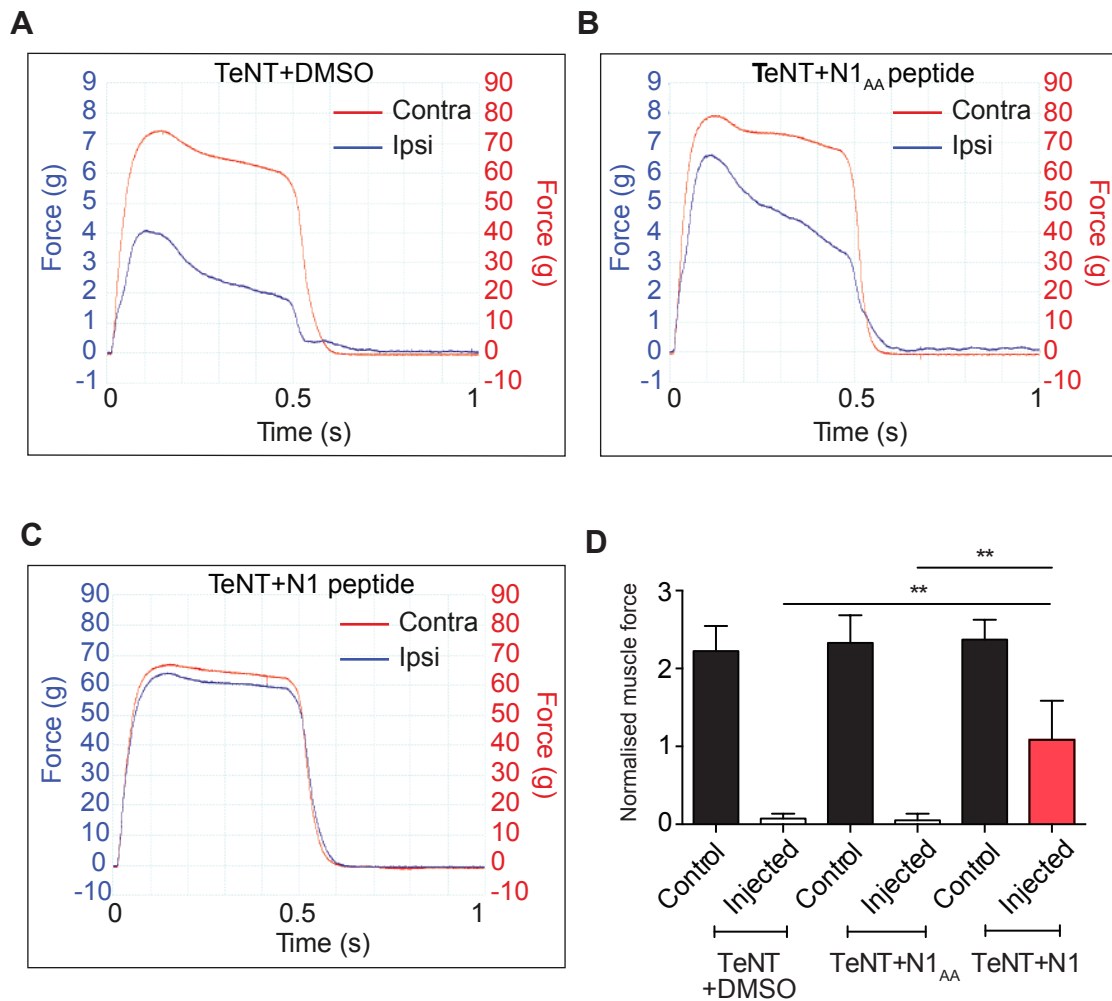 A
TeNT+DMSO
9
8
7
6
5
4
3
2
1
0
-1
Force (g)
Contra
Ipsi
90
80
70
60
50
40
30
20
10
0
-10
Force (g)
0 0.5 1
Time (s)
B
TeNT+N1AA peptide
9
8
7
6
5
4
3
2
1
0
-1
Force (g)
Contra
Ipsi
90
80
70
60
50
40
30
20
10
0
-10
Force (g)
0 0.5 1
Time (s)
C
TeNT+N1 peptide
90
80
70
60
50
40
30
20
10
0
-10
Force (g)
Contra
Ipsi
90
80
70
60
50
40
30
20
10
0
-10
Force (g)
0 0.5 1
Time (s)
D
**
**
3
2
1
0
Normalised muscle force
Control
Injected
Control
Injected
Control
Injected
TeNT
+DMSO
TeNT+N1AA
TeNT+N1